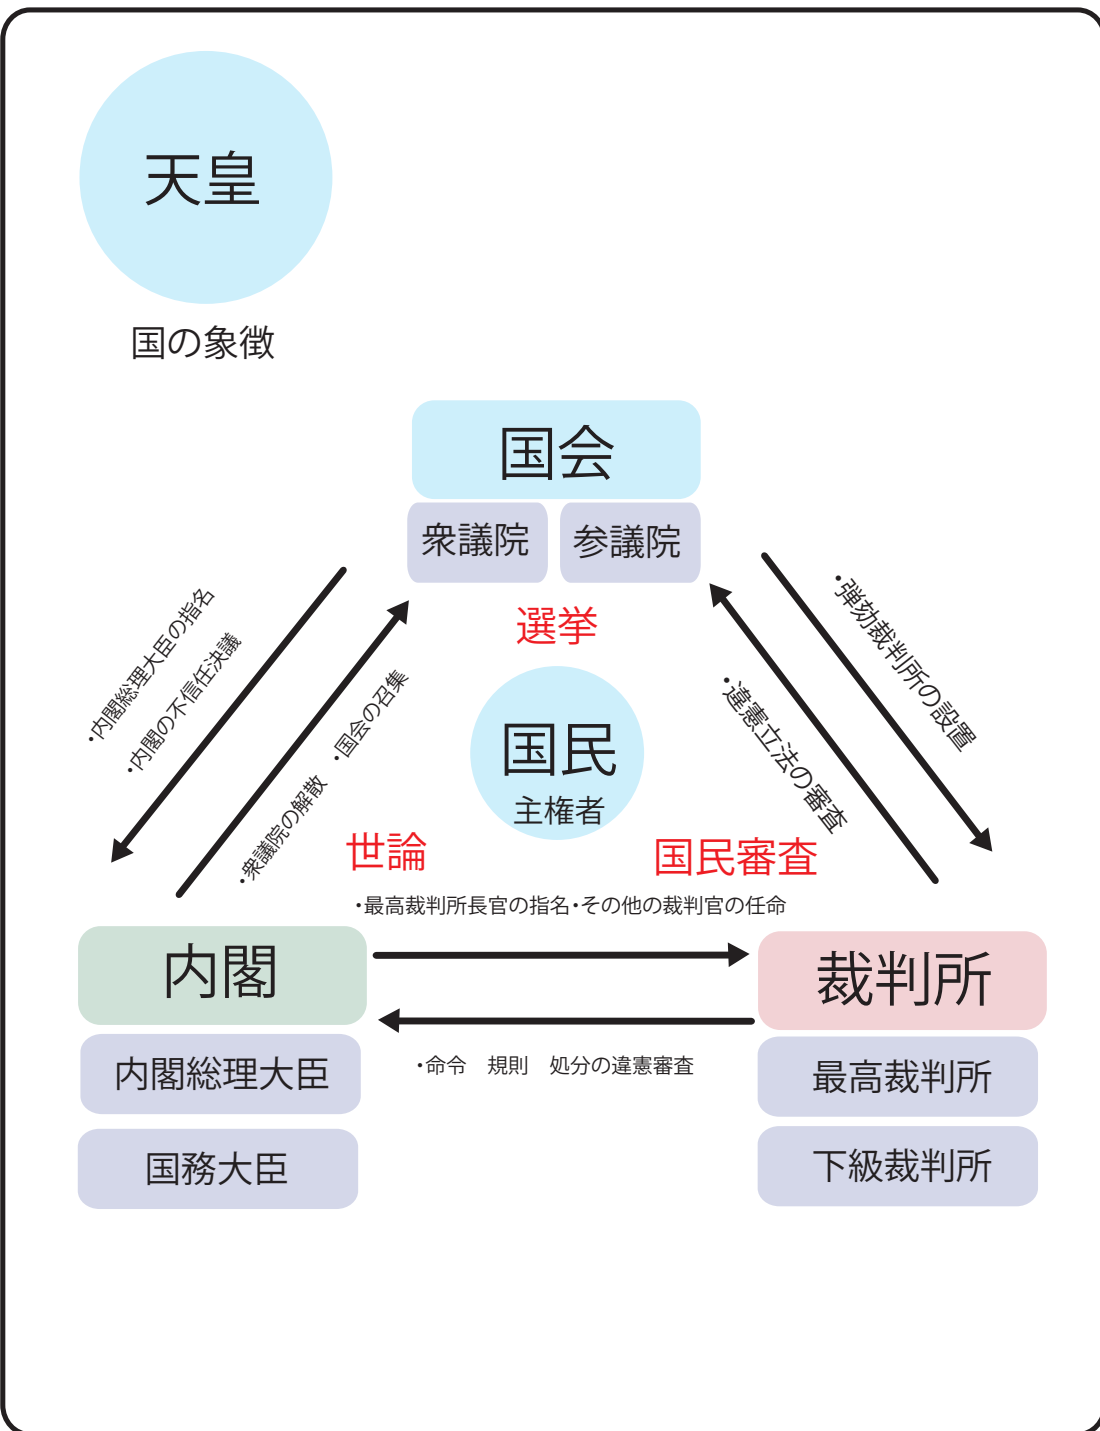 天皇
国の象徴
国会
衆議院
参議院
選挙
・内閣総理大臣の指名
・内閣の不信任決議
・衆議院の解散 ・国会の召集
・弾劾裁判所の設置
・違憲立法の審査
国民
主権者
世論
国民審査
・最高裁判所長官の指名・その他の裁判官の任命
内閣
裁判所
・命令　規則　処分の違憲審査
内閣総理大臣
国務大臣
最高裁判所
下級裁判所